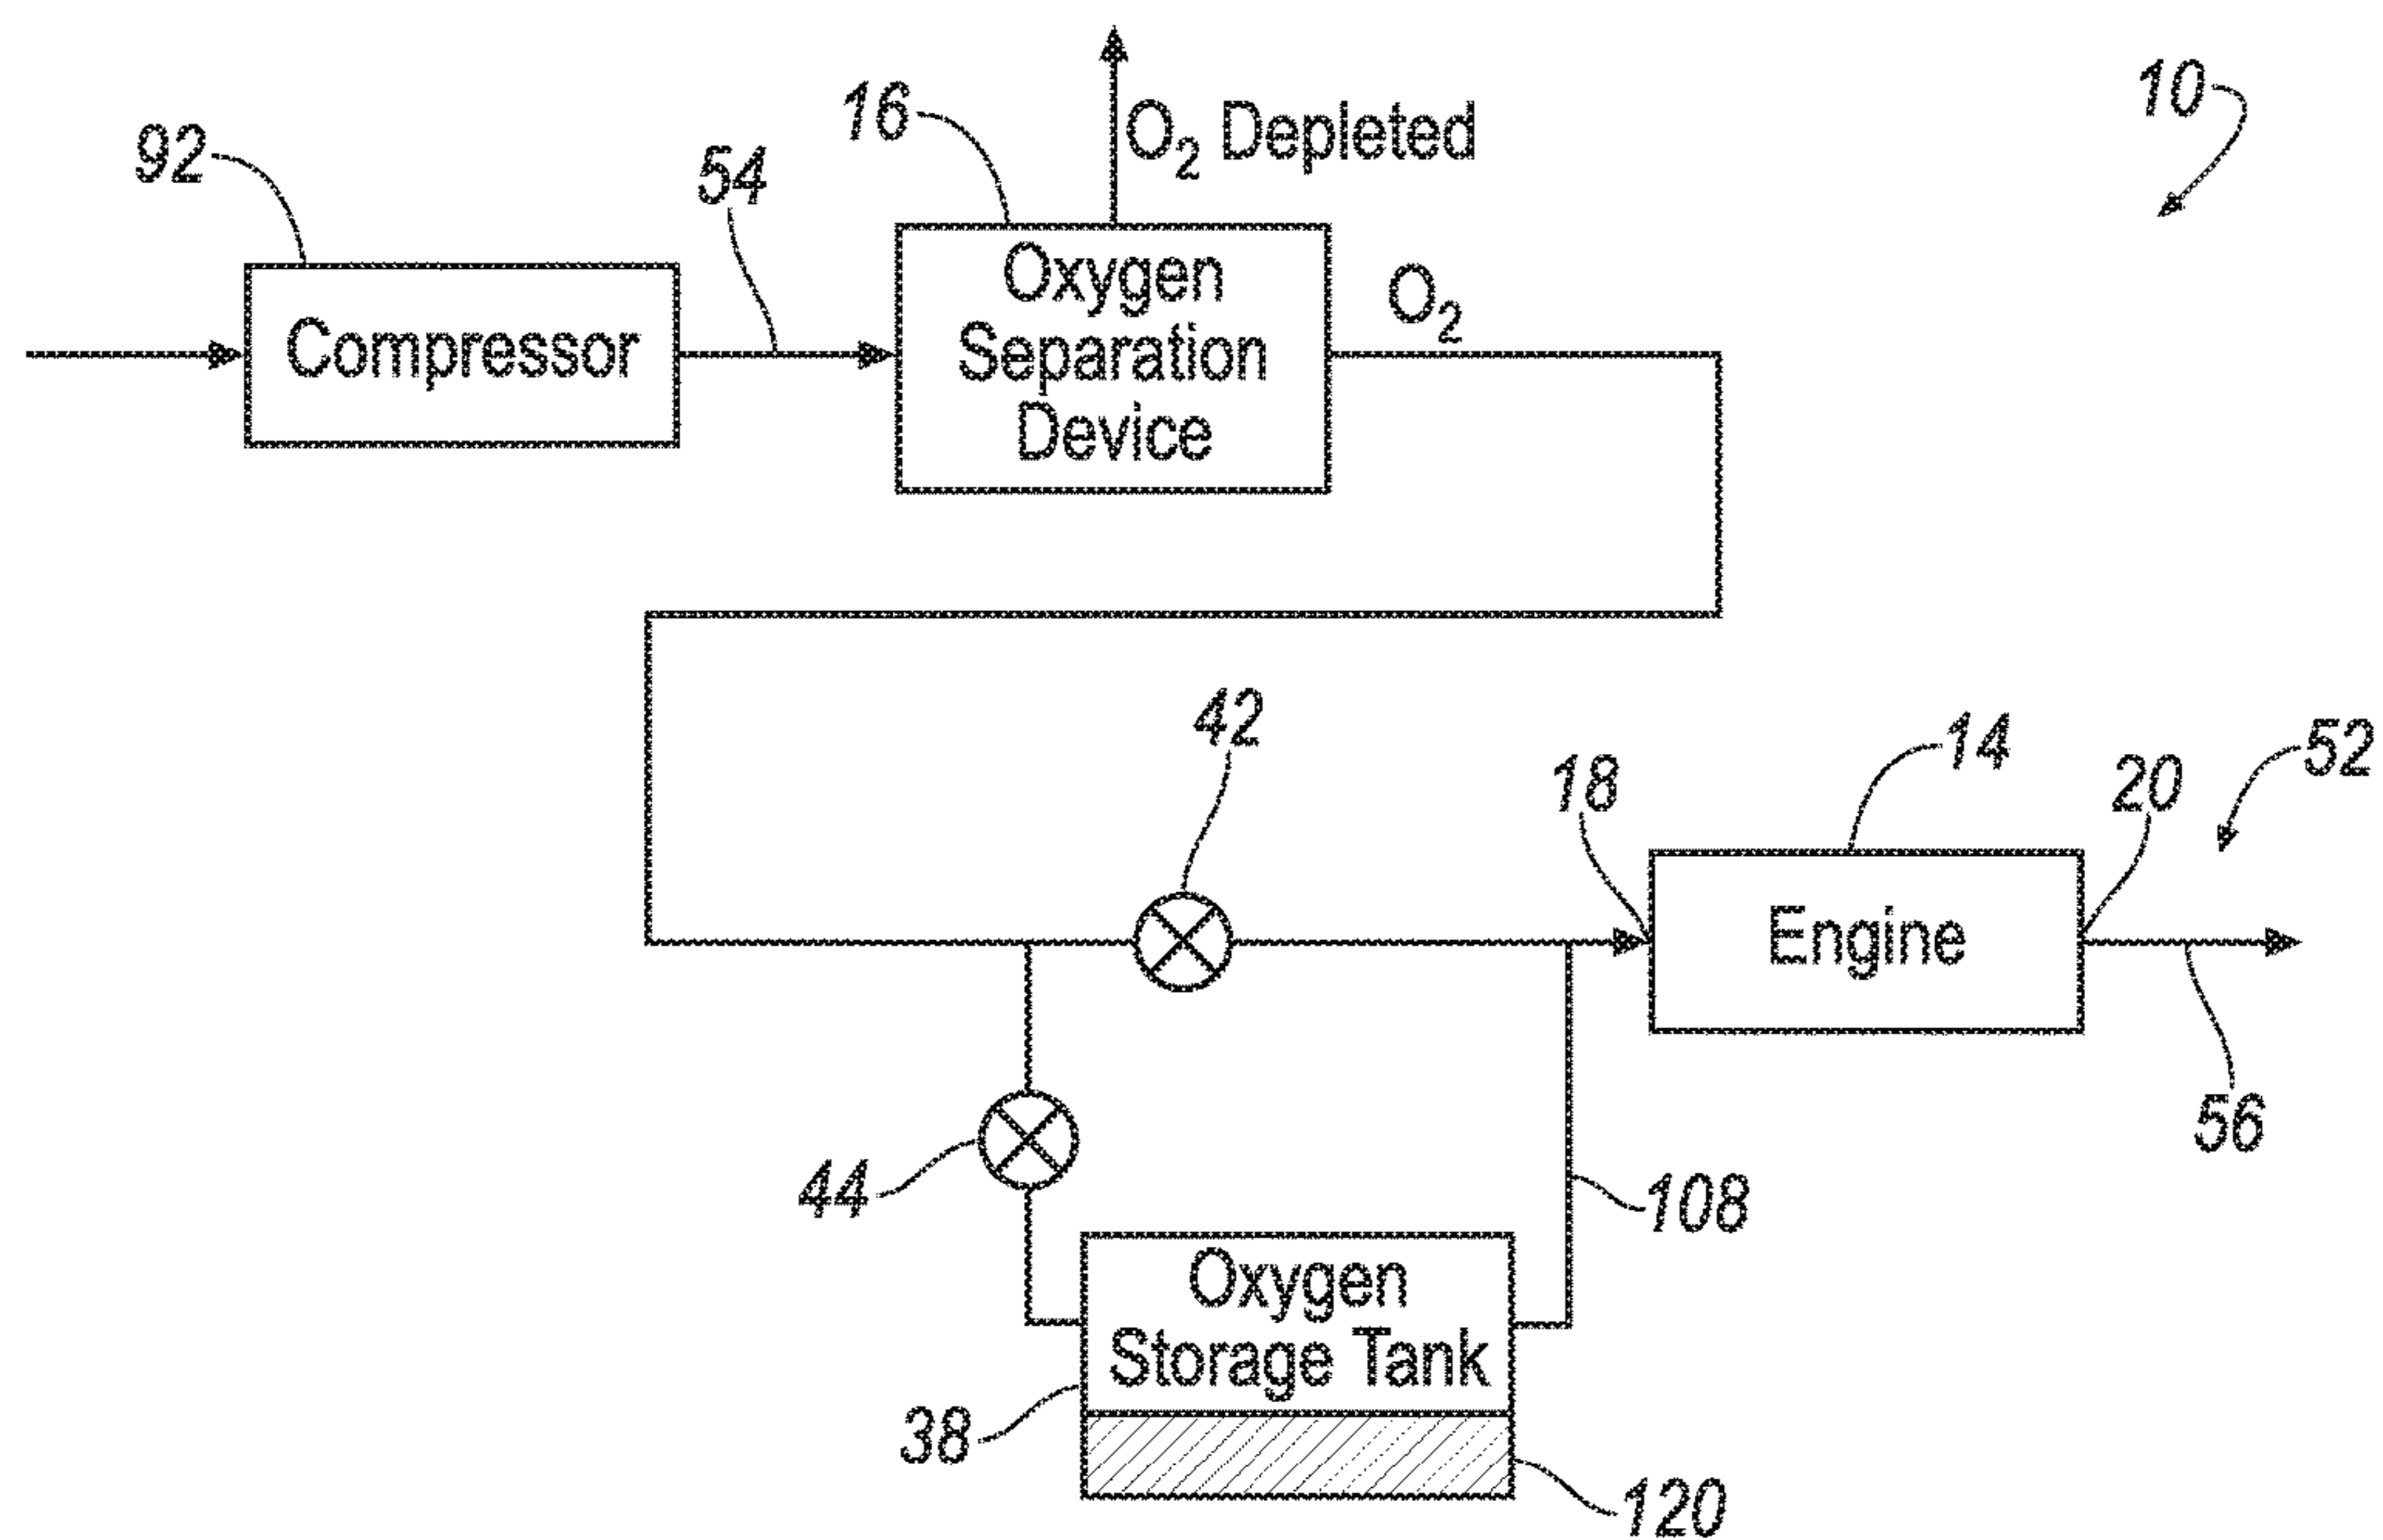 10
16
O2 Depleted
92
54
Compressor
Oxygen
Separation
Device
O2
42
18
14
20
52
Engine
56
44
108
Oxygen
Storage Tank
38
120